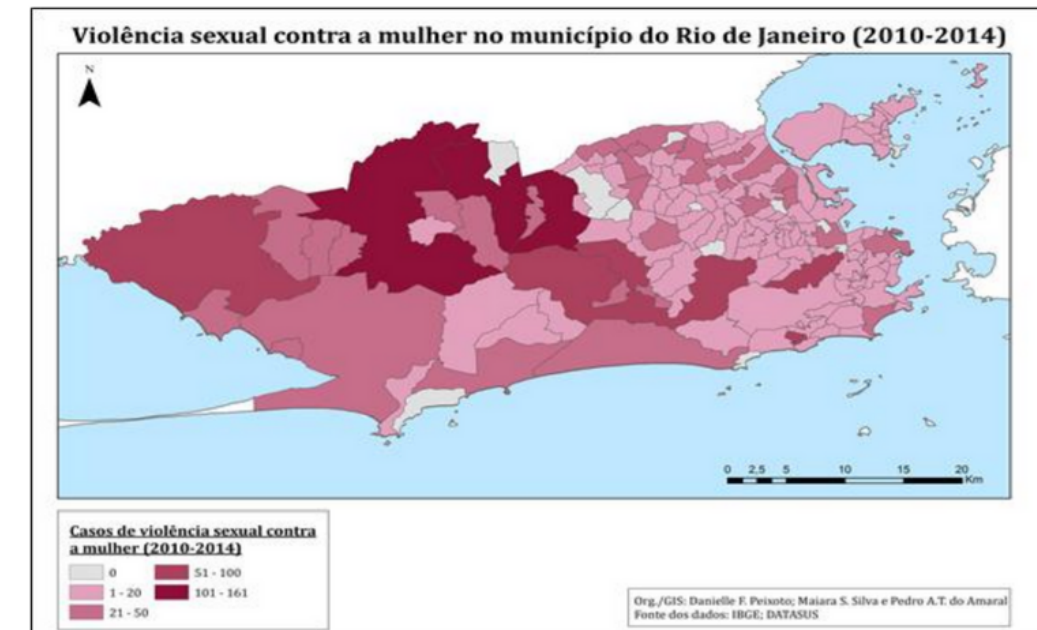 Violência sexual contra a mulher no município do Rio de Janeiro (2010-2014)
N
0 2,5 5 10 15 20
Km
Casos de violência sexual contra
a mulher (2010-2014)
0 51 - 100
1 - 20 101 - 161
21 - 50
Org./GIS: Danielle F. Peixoto; Maiara S. Silva e Pedro A.T. do Amaral
Fonte dos dados: IBGE; DATASUS